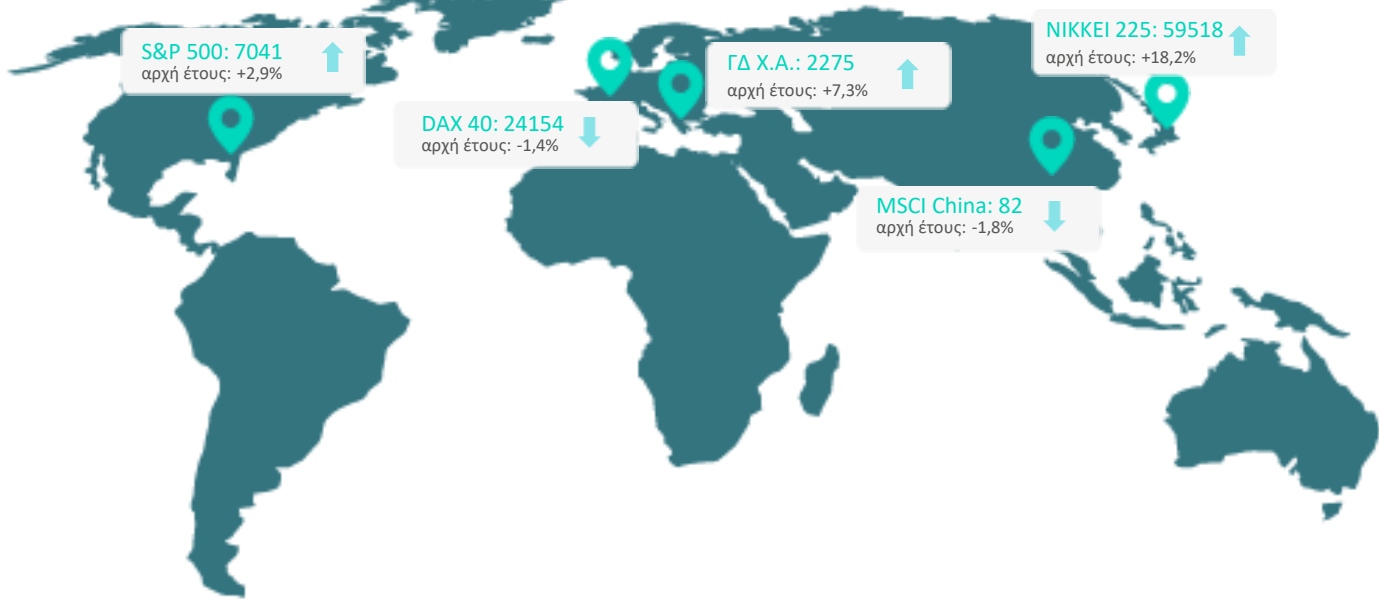 S&P 500: 7041
αρχή έτους: +2,9%
DAX 40: 24154
αρχή έτους: -1,4%
ΓΔ Χ.Α.: 2275
αρχή έτους: +7,3%
NIKKEI 225: 59518
αρχή έτους: +18,2%
MSCI China: 82
αρχή έτους: -1,8%